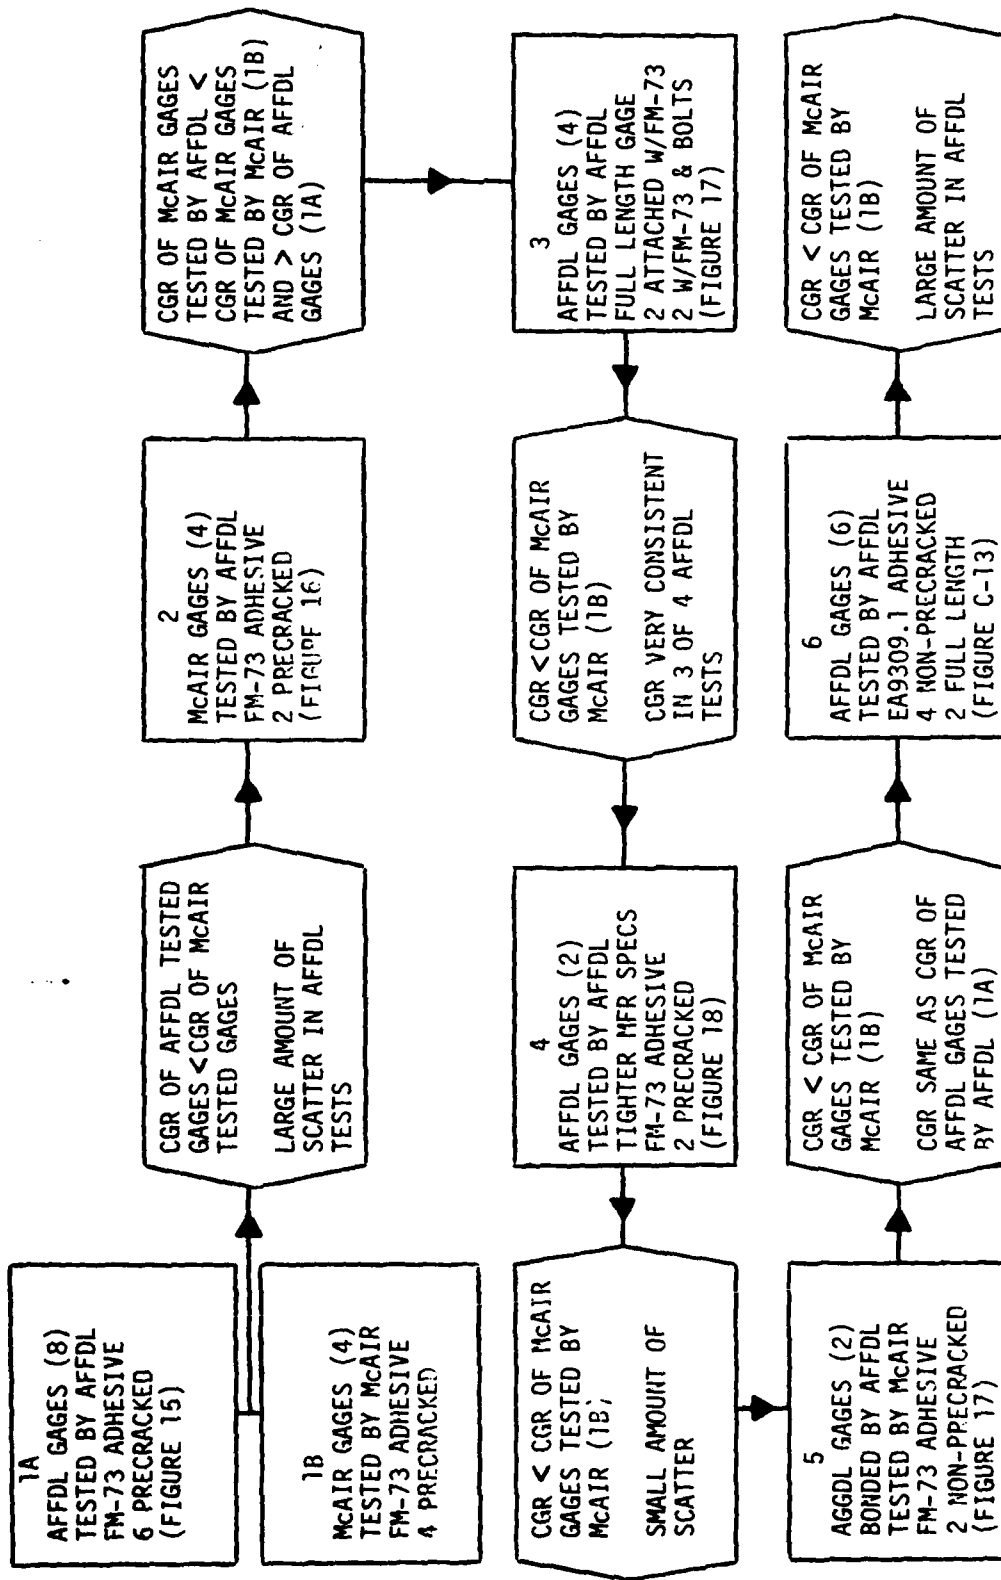 1A
AFFDL GAGES (8)
TESTED BY AFFDL
FM-73 ADHESIVE
6 PRECRACKED
(FIGURE 15)
1B
McAIR GAGES (4)
TESTED BY McAIR
FM-73 ADHESIVE
4 PRECRACKED
CGR OF AFFDL TESTED
GAGES < CGR OF McAIR
TESTED GAGES
LARGE AMOUNT OF
SCATTER IN AFFDL
TESTS
2
McAIR GAGES (4)
TESTED BY AFFDL
FM-73 ADHESIVE
2 PRECRACKED
(FIGURE 16)
CGR OF McAIR GAGES
TESTED BY AFFDL <
CGR OF McAIR GAGES
TESTED BY McAIR (1B)
AND > CGR OF AFFDL
GAGES (1A)
3
AFFDL GAGES (4)
TESTED BY AFFDL
FULL LENGTH GAGE
2 ATTACHED W/FM-73
2 W/FM-73 & BOLTS
(FIGURE 17)
CGR < CGR OF McAIR
GAGES TESTED BY
McAIR (1B)
CGR VERY CONSISTENT
IN 3 OF 4 AFFDL
TESTS
4
AFFDL GAGES (2)
TESTED BY AFFDL
TIGHTER MFR SPECS
FM-73 ADHESIVE
2 PRECRACKED
(FIGURE 18)
CGR < CGR OF McAIR
GAGES TESTED BY
McAIR (1B)
SMALL AMOUNT OF
SCATTER
5
AGGDL GAGES (2)
BONDED BY AFFDL
TESTED BY McAIR
FM-73 ADHESIVE
2 NON-PRECRACKED
(FIGURE 17)
CGR < CGR OF McAIR
GAGES TESTED BY
McAIR (1B)
CGR SAME AS CGR OF
AFFDL GAGES TESTED
BY AFFDL (1A)
6
AFFDL GAGES (6)
TESTED BY AFFDL
EA9309.1 ADHESIVE
4 NON-PRECRACKED
2 FULL LENGTH
(FIGURE C-13)
CGR < CGR OF McAIR
GAGES TESTED BY
McAIR (1B)
LARGE AMOUNT OF
SCATTER IN AFFDL
TESTS